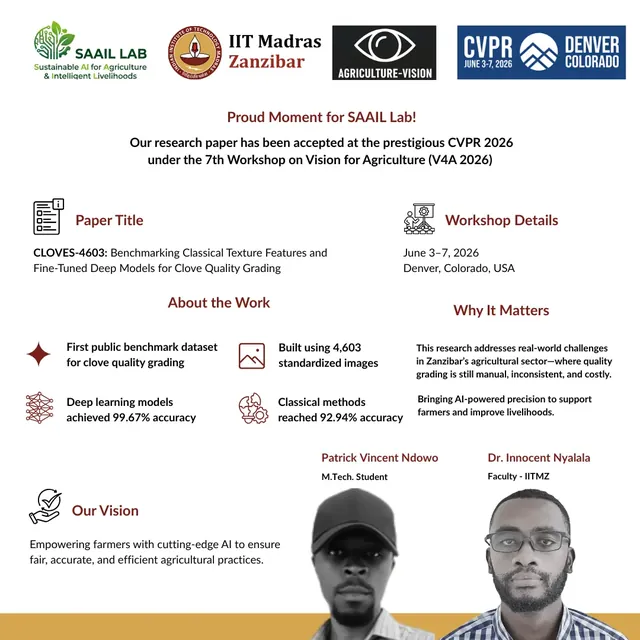 SAAIL LAB
Sustainable AI for Agriculture
& Intelligent Livelihoods
IIT Madras
Zanzibar
AGRICULTURE-VISION
CVPR
JUNE 3-7, 2026
DENVER
COLORADO
Proud Moment for SAAIL Lab!
Our research paper has been accepted at the prestigious CVPR 2026
under the 7th Workshop on Vision for Agriculture (V4A 2026)
Paper Title
CLOVES-4603: Benchmarking Classical Texture Features and
Fine-Tuned Deep Models for Clove Quality Grading
Workshop Details
June 3–7, 2026
Denver, Colorado, USA
About the Work
First public benchmark dataset
for clove quality grading
Built using 4,603
standardized images
Deep learning models
achieved 99.67% accuracy
Classical methods
reached 92.94% accuracy
Why It Matters
This research addresses real-world challenges
in Zanzibar's agricultural sector—where quality
grading is still manual, inconsistent, and costly.
Bringing AI-powered precision to support
farmers and improve livelihoods.
Patrick Vincent Ndowo
M.Tech. Student
Dr. Innocent Nyalala
Faculty - IITMZ
Our Vision
Empowering farmers with cutting-edge AI to ensure
fair, accurate, and efficient agricultural practices.